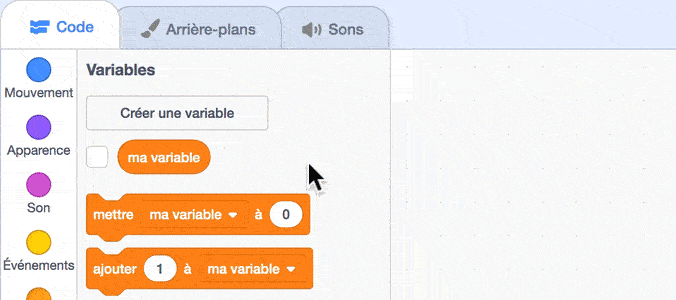 Code
Arrière-plans
Sons
Mouvement
Apparence
Son
Événements
Variables
Créer une variable
ma variable
mettre ma variable à 0
ajouter 1 à ma variable